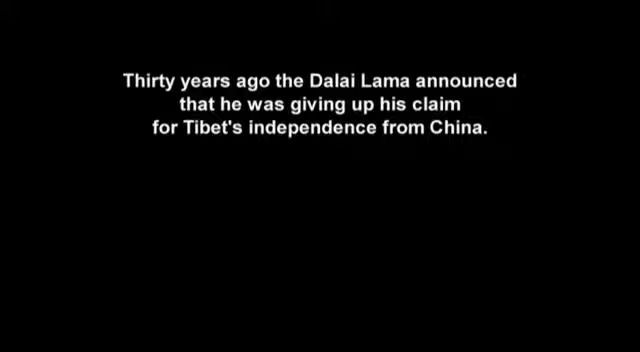 Thirty years ago the Dalai Lama announced
that he was giving up his claim
for Tibet's independence from China.